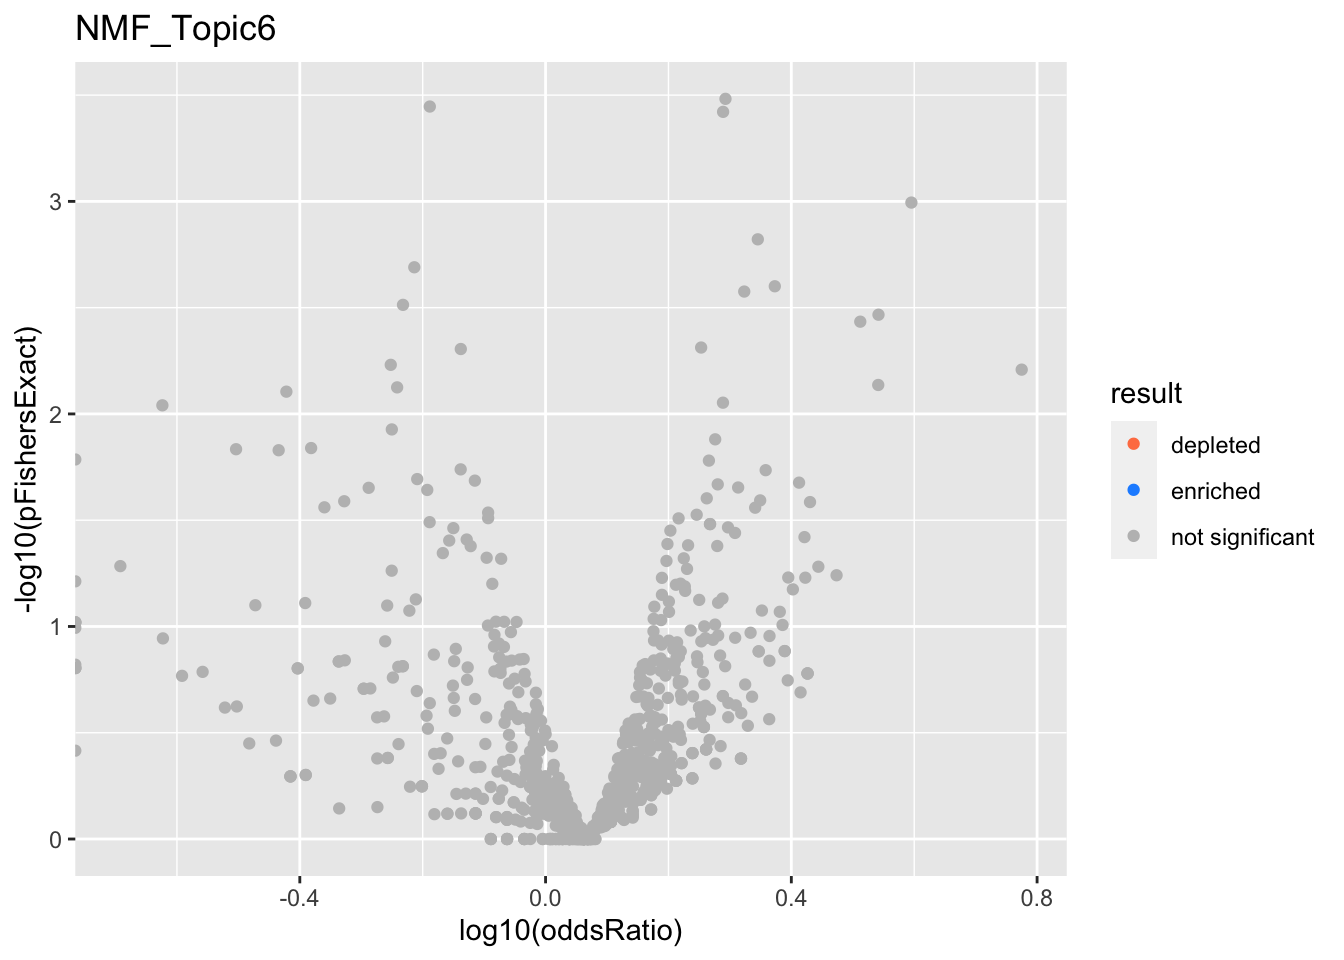 NMF_Topic6
3
2
1
0
-0.4
0.0
0.4
0.8
log10(oddsRatio)
-log10(pFishersExact)
result
depleted
enriched
not significant